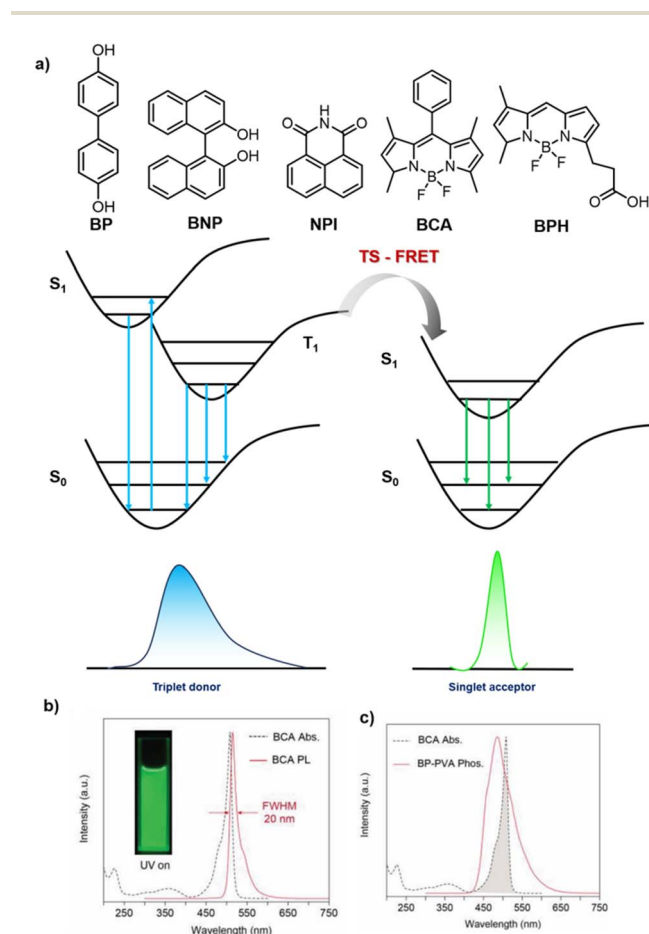 a)
OH
OH
BP
OH
OH
BNP
H
O N O
NPI
N N
B
F F
BCA
N N
B
F F
O
OH
BPH
TS - FRET
S1
T1
S1
S0
S0
Triplet donor
Singlet acceptor
b)
BCA Abs.
BCA PL
FWHM
20 nm
UV on
Intensity (a.u.)
250 350 450 550 650 750
Wavelength (nm)
c)
BCA Abs.
BP-PVA Phos.
Intensity (a.u.)
250 350 450 550 650 750
Wavelength (nm)